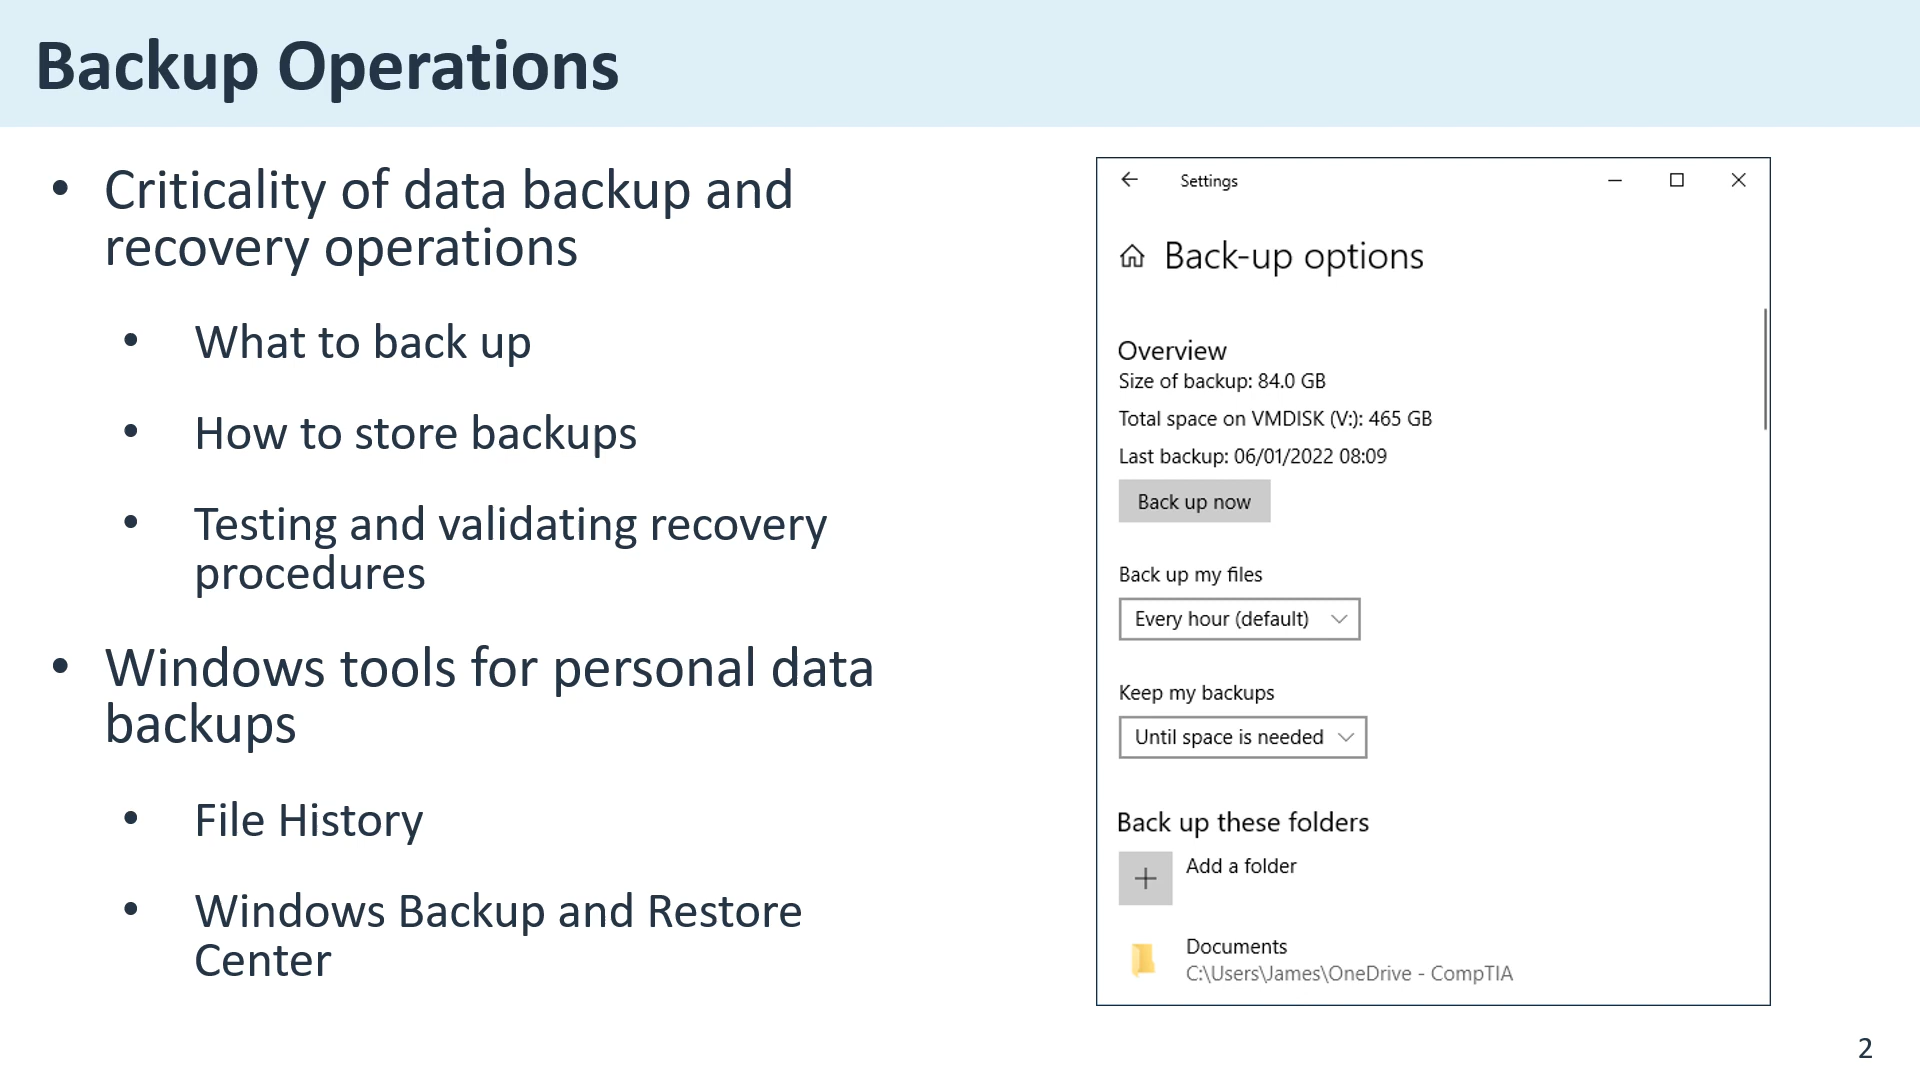 Backup Operations
• Criticality of data backup and
recovery operations
• What to back up
• How to store backups
• Testing and validating recovery
procedures
• Windows tools for personal data
backups
• File History
• Windows Backup and Restore
Center
Settings
Back-up options
Overview
Size of backup: 84.0 GB
Total space on VMDISK (V:): 465 GB
Last backup: 06/01/2022 08:09
Back up now
Back up my files
Every hour (default)
Keep my backups
Until space is needed
Back up these folders
Add a folder
Documents
C:\Users\James\OneDrive - CompTIA
2